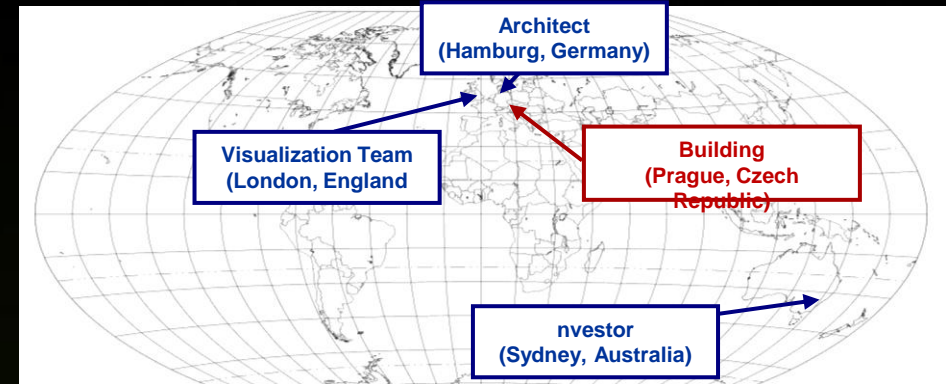 Architect
(Hamburg, Germany)
Visualization Team
(London, England
Building
(Prague, Czech
Republic)
nvestor
(Sydney, Australia)